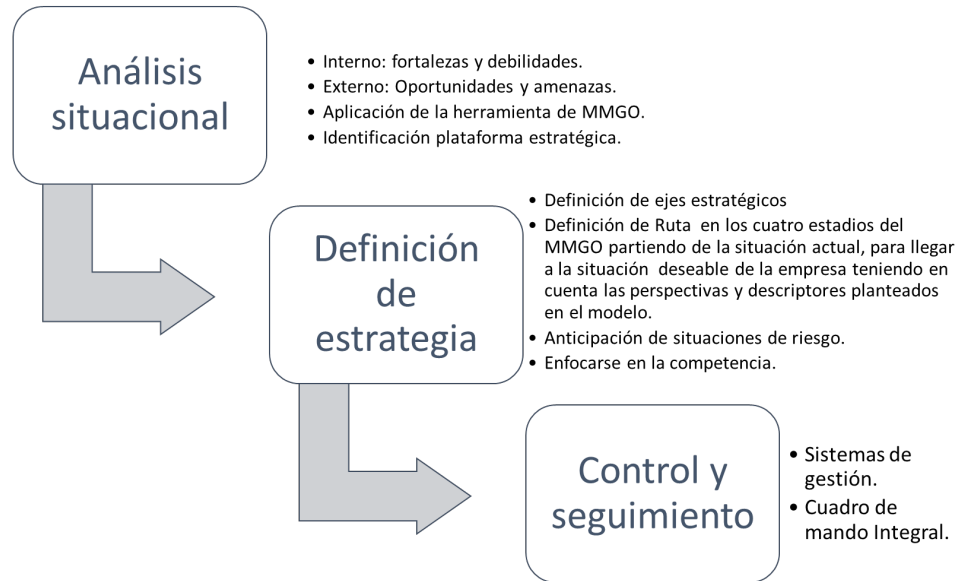 Análisis
situacional
• Interno: fortalezas y debilidades.
• Externo: Oportunidades y amenazas.
• Aplicación de la herramienta de MMGO.
• Identificación plataforma estratégica.
Definición
de
estrategia
• Definición de ejes estratégicos
• Definición de Ruta en los cuatro estadios del
MMGO partiendo de la situación actual, para llegar
a la situación deseable de la empresa teniendo en
cuenta las perspectivas y descriptores planteados
en el modelo.
• Anticipación de situaciones de riesgo.
• Enfocarse en la competencia.
Control y
seguimiento
• Sistemas de
gestión.
• Cuadro de
mando Integral.